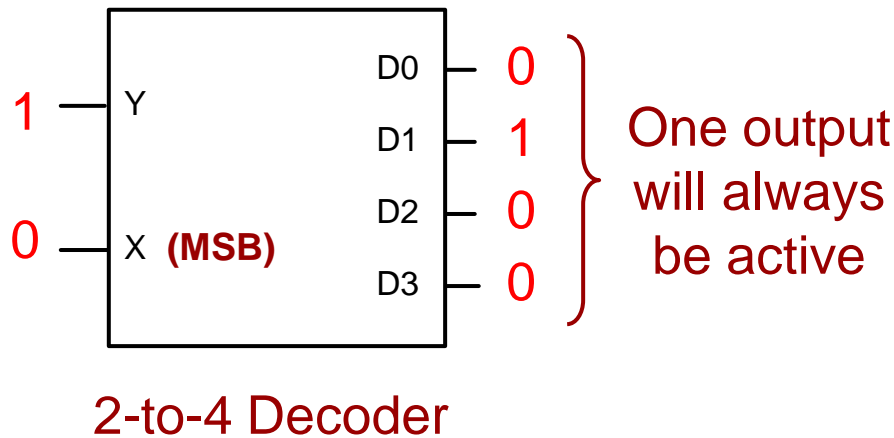 D0 0
1 Y
D1 1
D2 0
0 X (MSB)
D3 0
One output
will always
be active
2-to-4 Decoder